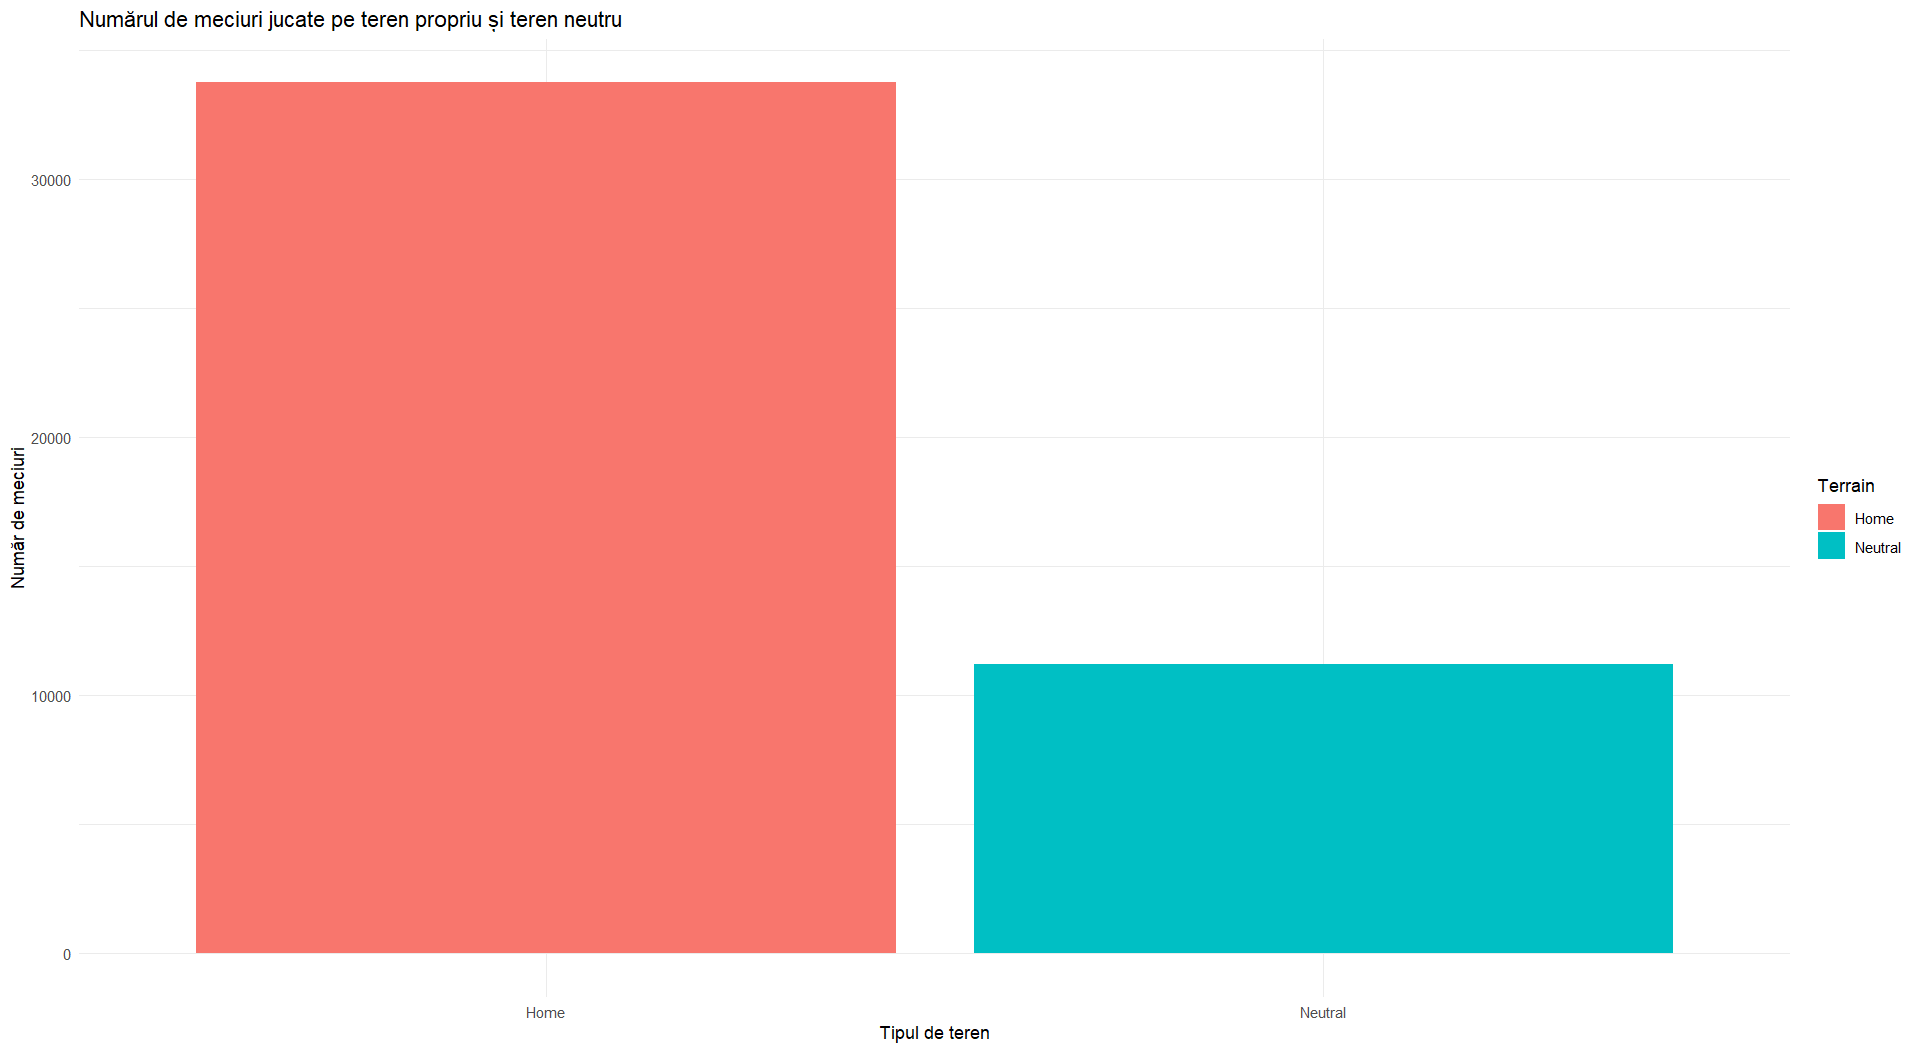 Numărul de meciuri jucate pe teren propriu și teren neutru
Număr de meciuri
30000
20000
10000
0
Home
Neutral
Tipul de teren
Terrain
Home
Neutral